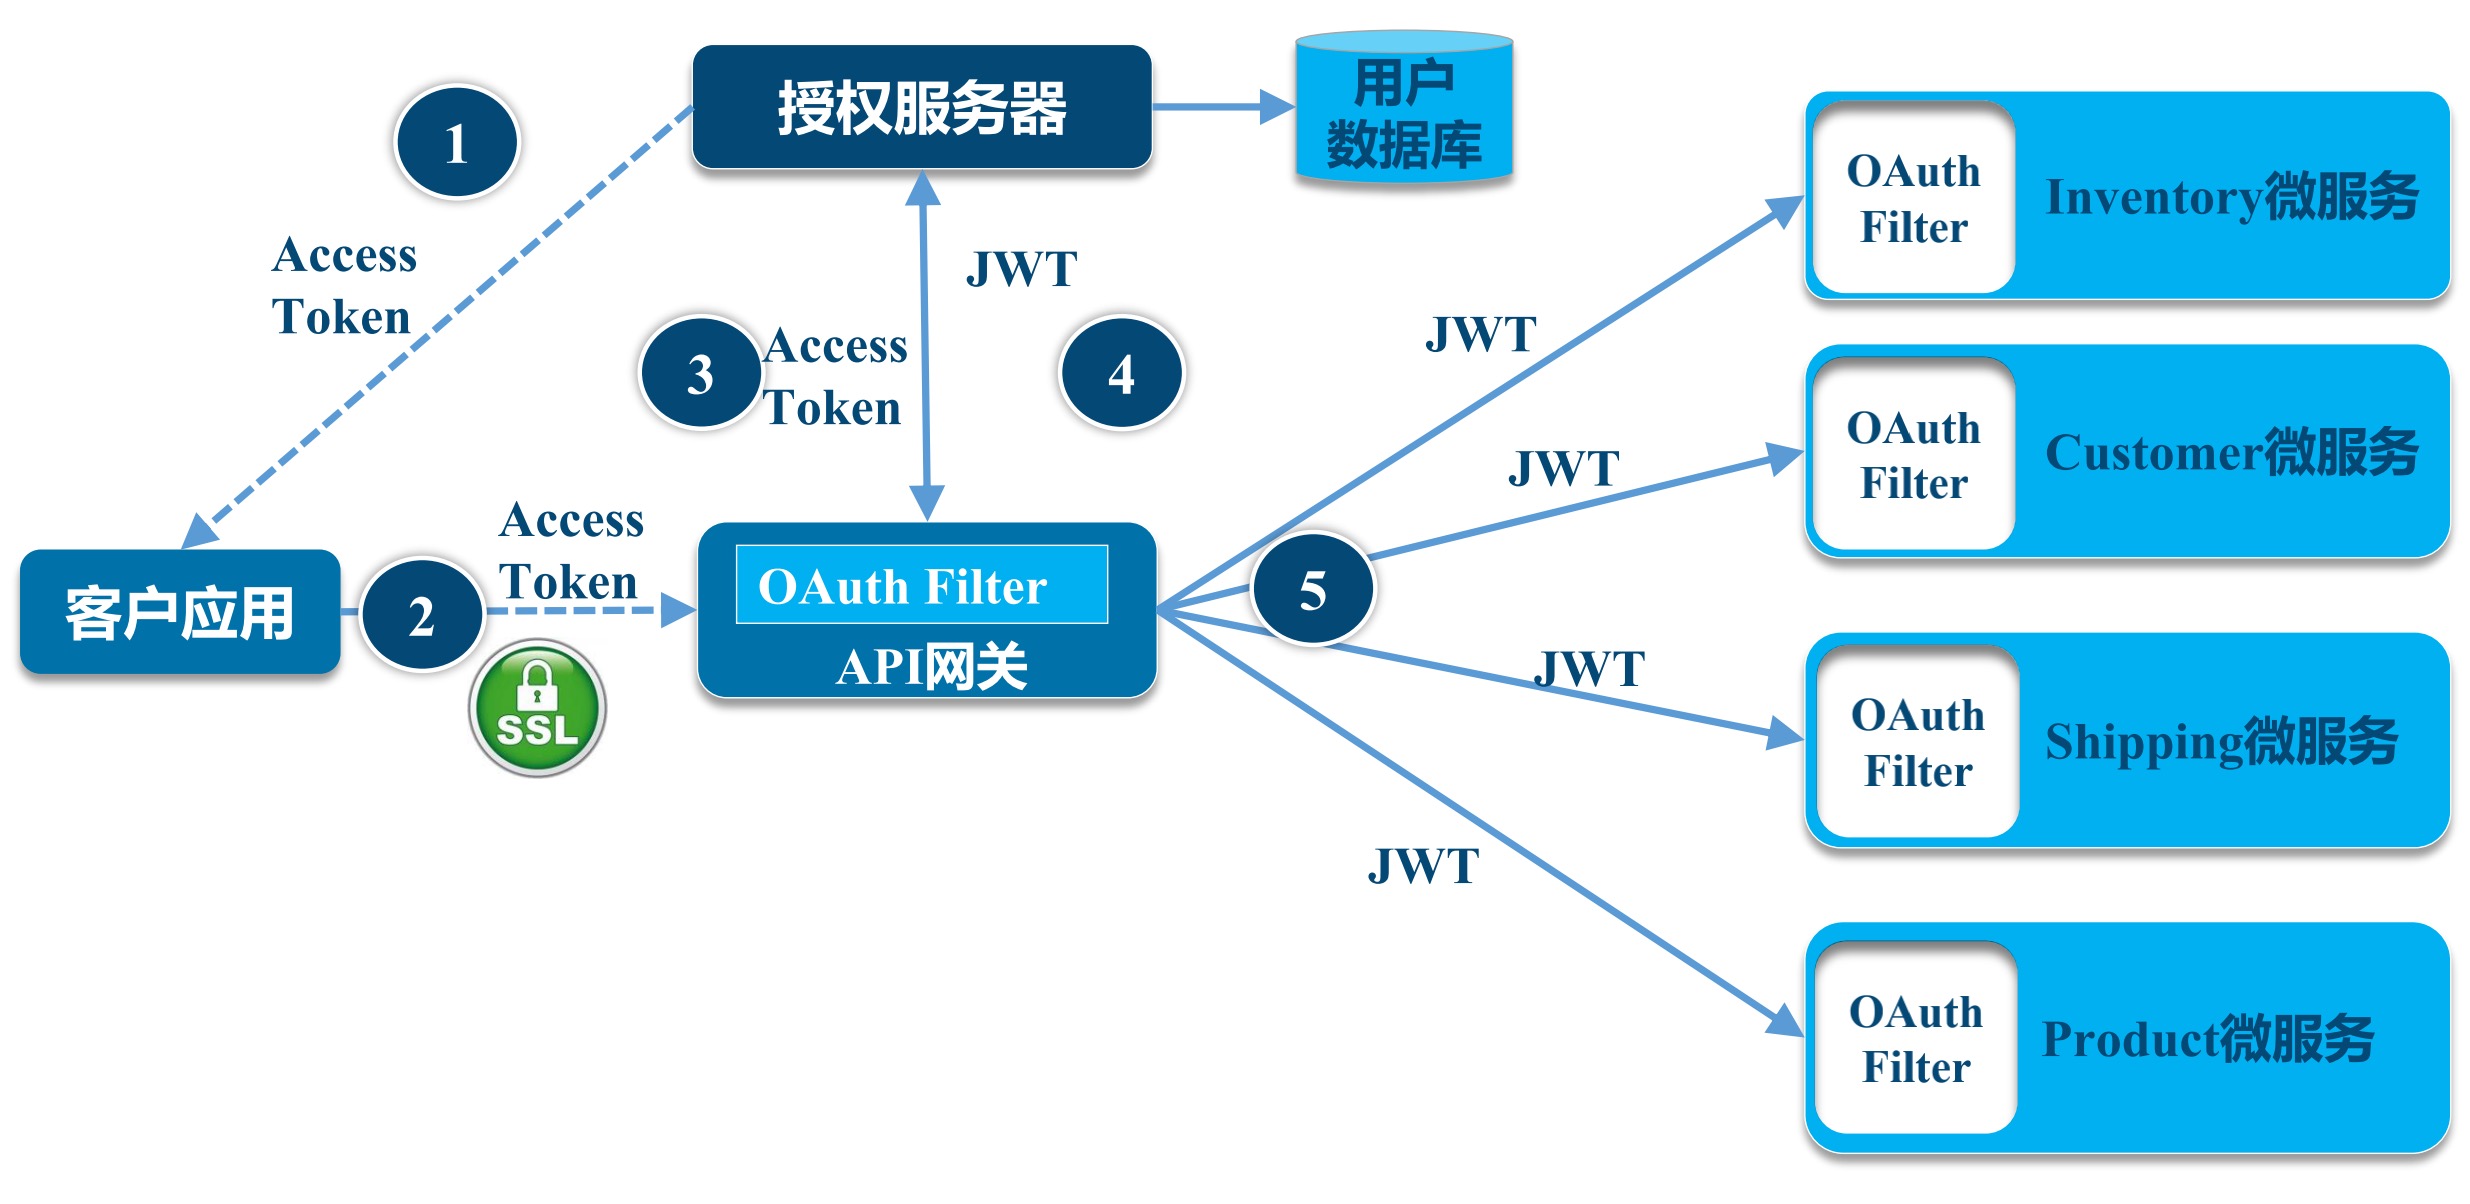 1
授权服务器
用户
数据库
Access
Token
JWT
3
Access
Token
4
客户应用
2
Access
Token
SSL
OAuth Filter
API网关
5
JWT
JWT
JWT
JWT
OAuth
Filter
Inventory微服务
OAuth
Filter
Customer微服务
OAuth
Filter
Shipping微服务
OAuth
Filter
Product微服务